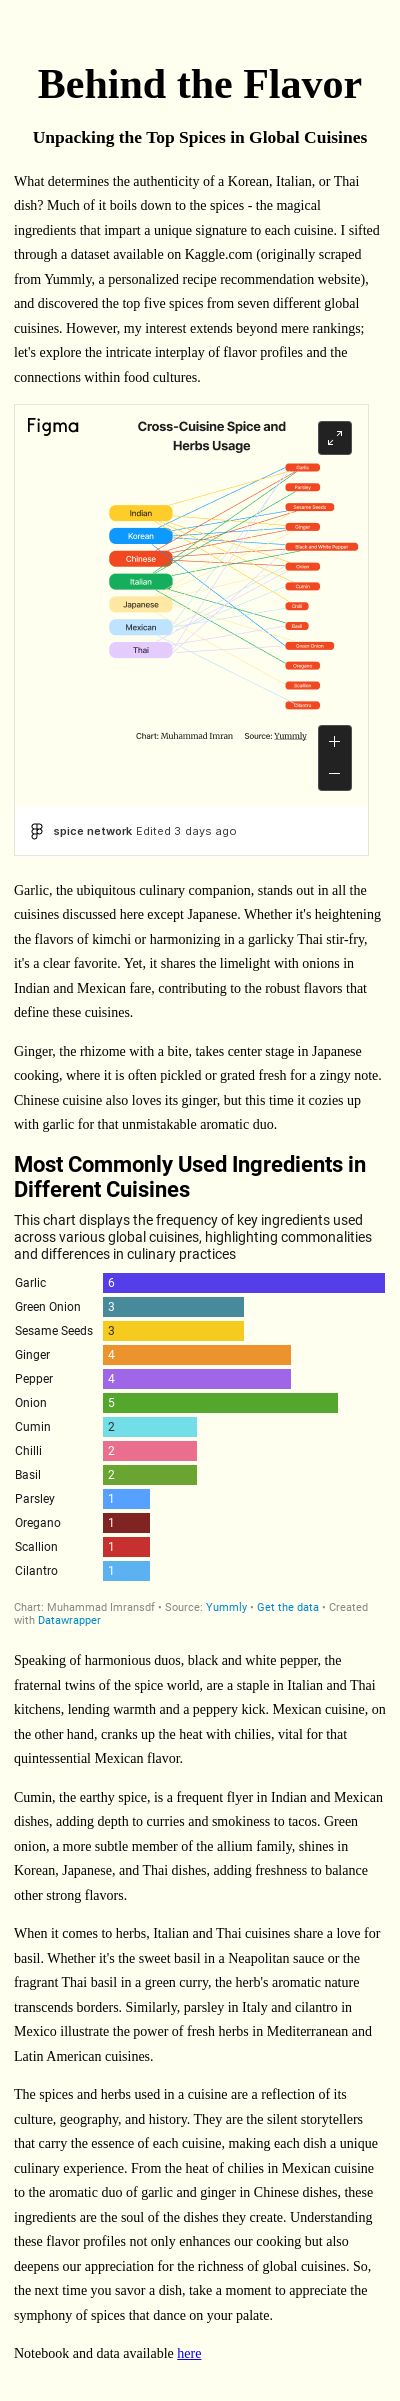 Behind the Flavor
Unpacking the Top Spices in Global Cuisines
What determines the authenticity of a Korean, Italian, or Thai
dish? Much of it boils down to the spices - the magical
ingredients that impart a unique signature to each cuisine. I sifted
through a dataset available on Kaggle.com (originally scraped
from Yummly, a personalized recipe recommendation website),
and discovered the top five spices from seven different global
cuisines. However, my interest extends beyond mere rankings;
let's explore the intricate interplay of flavor profiles and the
connections within food cultures.
Figma
Cross-Cuisine Spice and
Herbs Usage
Indian
Korean
Chinese
Italian
Japanese
Mexican
Thai
Garlic
Parsley
Sesame Seeds
Ginger
Black and White Pepper
Onion
Cumin
Chilli
Basil
Green Onion
Oregano
Scallion
Cilantro
Chart: Muhammad Imran Source: Yummly
spice network Edited 3 days ago
Garlic, the ubiquitous culinary companion, stands out in all the
cuisines discussed here except Japanese. Whether it's heightening
the flavors of kimchi or harmonizing in a garlicky Thai stir-fry,
it's a clear favorite. Yet, it shares the limelight with onions in
Indian and Mexican fare, contributing to the robust flavors that
define these cuisines.
Ginger, the rhizome with a bite, takes center stage in Japanese
cooking, where it is often pickled or grated fresh for a zingy note.
Chinese cuisine also loves its ginger, but this time it cozies up
with garlic for that unmistakable aromatic duo.
Most Commonly Used Ingredients in
Different Cuisines
This chart displays the frequency of key ingredients used
across various global cuisines, highlighting commonalities
and differences in culinary practices
Garlic 6
Green Onion 3
Sesame Seeds 3
Ginger 4
Pepper 4
Onion 5
Cumin 2
Chilli 2
Basil 2
Parsley 1
Oregano 1
Scallion 1
Cilantro 1
Chart: Muhammad Imransdf • Source: Yummly • Get the data • Created
with Datawrapper
Speaking of harmonious duos, black and white pepper, the
fraternal twins of the spice world, are a staple in Italian and Thai
kitchens, lending warmth and a peppery kick. Mexican cuisine, on
the other hand, cranks up the heat with chilies, vital for that
quintessential Mexican flavor.
Cumin, the earthy spice, is a frequent flyer in Indian and Mexican
dishes, adding depth to curries and smokiness to tacos. Green
onion, a more subtle member of the allium family, shines in
Korean, Japanese, and Thai dishes, adding freshness to balance
other strong flavors.
When it comes to herbs, Italian and Thai cuisines share a love for
basil. Whether it's the sweet basil in a Neapolitan sauce or the
fragrant Thai basil in a green curry, the herb's aromatic nature
transcends borders. Similarly, parsley in Italy and cilantro in
Mexico illustrate the power of fresh herbs in Mediterranean and
Latin American cuisines.
The spices and herbs used in a cuisine are a reflection of its
culture, geography, and history. They are the silent storytellers
that carry the essence of each cuisine, making each dish a unique
culinary experience. From the heat of chilies in Mexican cuisine
to the aromatic duo of garlic and ginger in Chinese dishes, these
ingredients are the soul of the dishes they create. Understanding
these flavor profiles not only enhances our cooking but also
deepens our appreciation for the richness of global cuisines. So,
the next time you savor a dish, take a moment to appreciate the
symphony of spices that dance on your palate.
Notebook and data available here